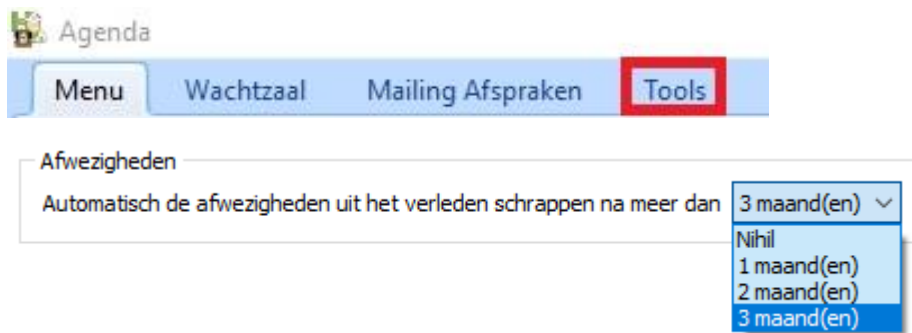 Agenda
Menu Wachtzaal Mailing Afspraken Tools
Afwezigheden
Automatisch de afwezigheden uit het verleden schrappen na meer dan 3 maand(en)
Nihil
1 maand(en)
2 maand(en)
3 maand(en)